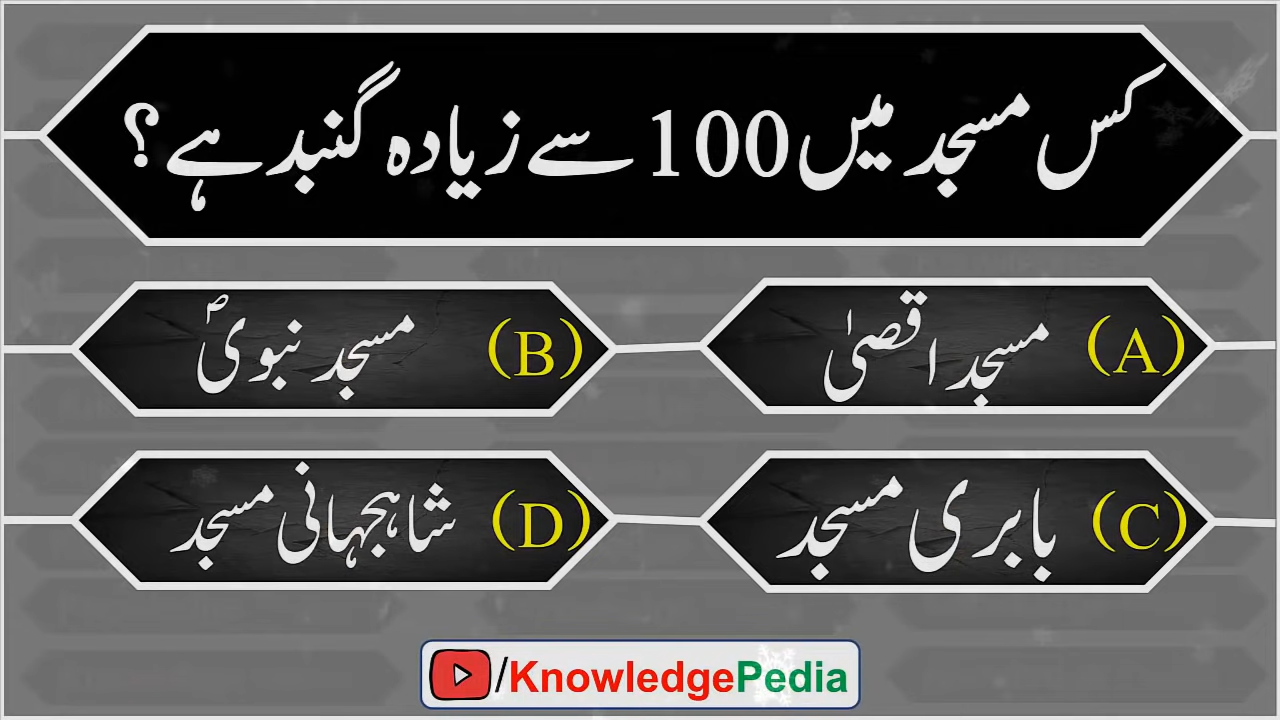 کس مسجد میں 100 سے زیادہ گنبد ہے؟
(A) مسجد اقصیٰ
(B) مسجد نبویؐ
(C) بابری مسجد
(D) شاہجہانی مسجد
/KnowledgePedia